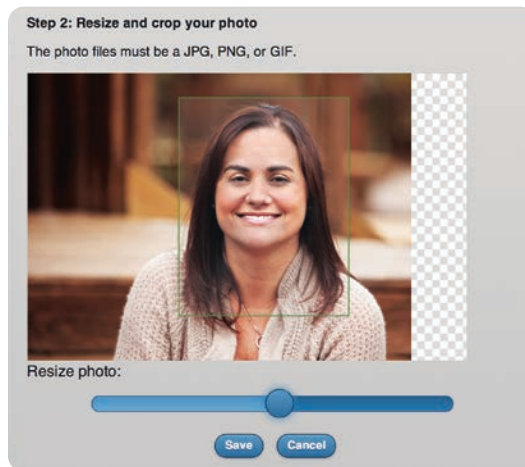 Step 2: Resize and crop your photo
The photo files must be a JPG, PNG, or GIF.
Resize photo:
Save Cancel